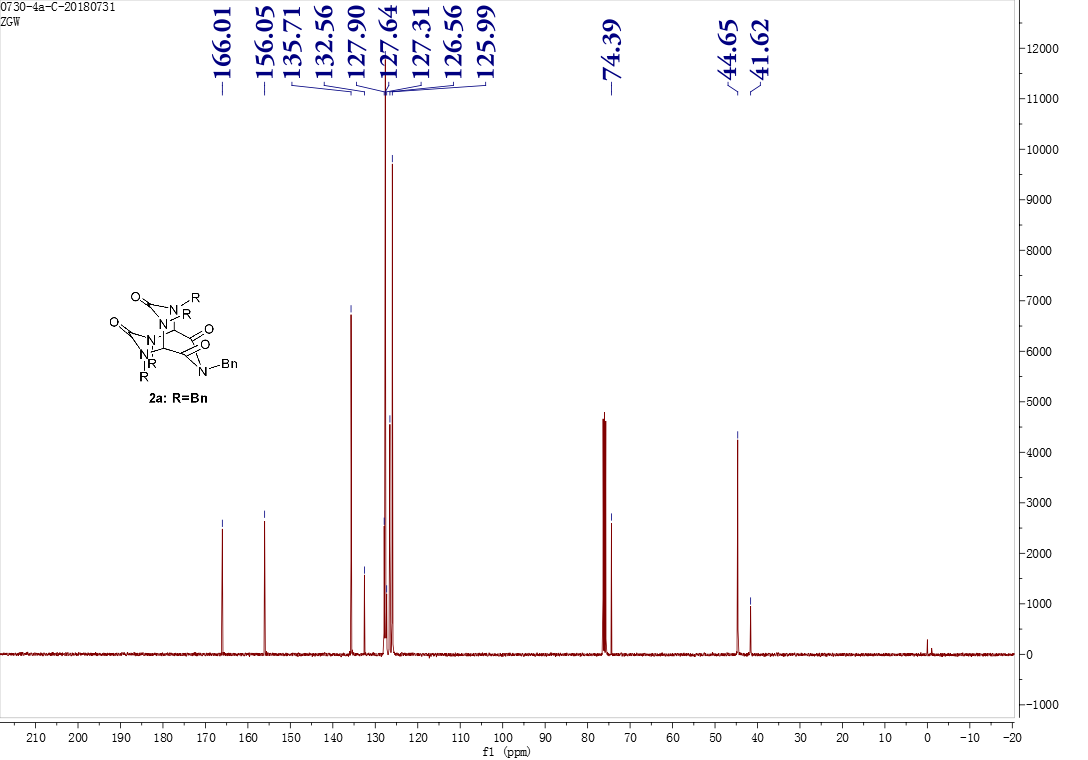 0730-4a-C-20180731
ZGW
166.01
156.05
135.71
132.56
127.90
127.64
127.31
126.56
125.99
74.39
44.65
41.62
12000
11000
10000
9000
8000
7000
6000
5000
4000
3000
2000
1000
0
-1000
O
N
R
N
R
O
N
R
N
R
O
O
N
Bn
2a: R=Bn
210 200 190 180 170 160 150 140 130 120 110 100 90 80 70 60 50 40 30 20 10 0 -10 -20
f1 (ppm)